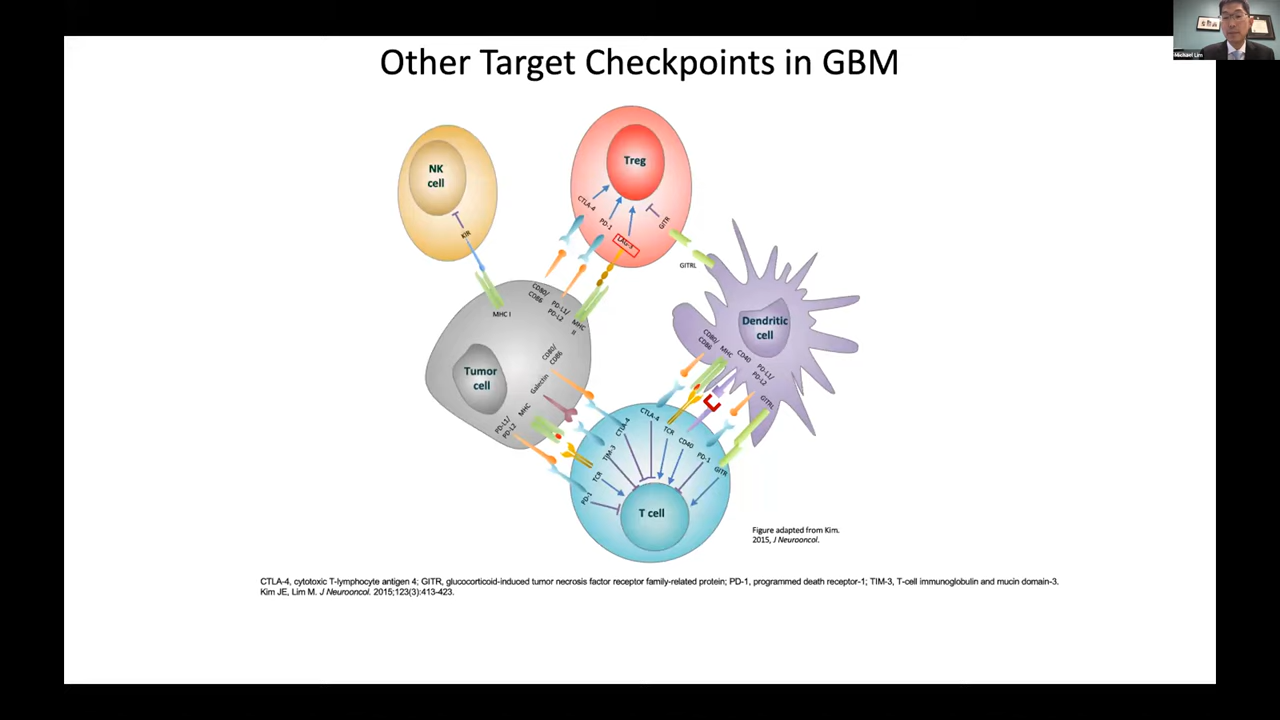 Other Target Checkpoints in GBM
Michael Lim
NK
cell
KIR
Treg
CTLA-4
PD-1
LAG-3
GITR
GITRL
MHC I
CD80/
CD86
PD-L1/
PD-L2
MHC
II
CD80/
CD86
Galectin
MHC
PD-L1/
PD-L2
Tumor
cell
Dendritic
cell
CD80/
CD86
MHC
CD40
PD-L1/
PD-L2
GITRL
CTLA-4
TCR
CD40
PD-1
GITR
CTLA-4
TIM-3
TCR
PD-1
T cell
Figure adapted from Kim.
2015, J Neurooncol.
CTLA-4, cytotoxic T-lymphocyte antigen 4; GITR, glucocorticoid-induced tumor necrosis factor receptor family-related protein; PD-1, programmed death receptor-1; TIM-3, T-cell immunoglobulin and mucin domain-3.
Kim JE, Lim M. J Neurooncol. 2015;123(3):413-423.